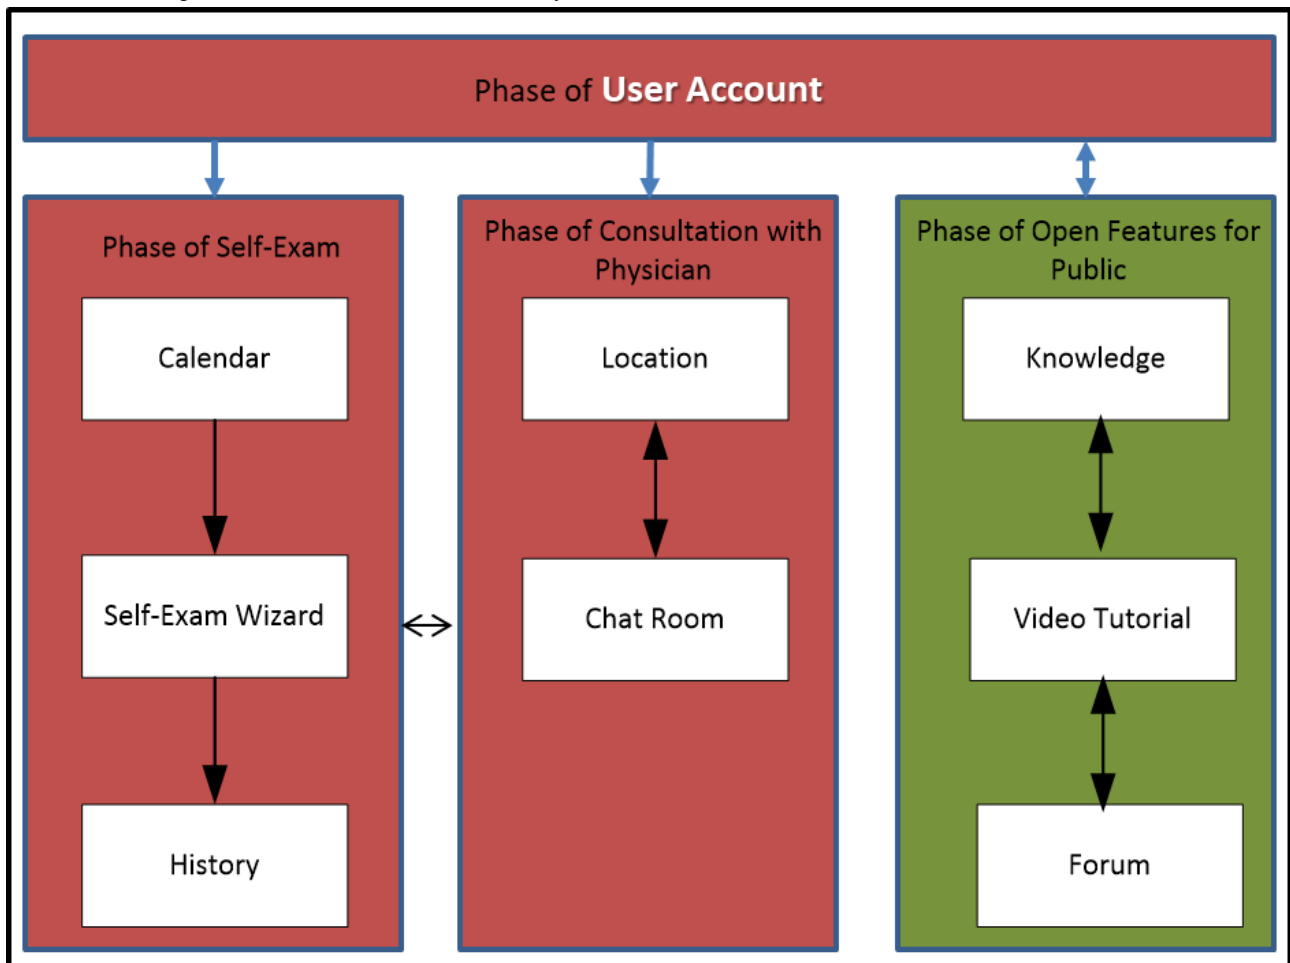 Phase of User Account
Phase of Self-Exam
Calendar
Self-Exam Wizard
History
Phase of Consultation with
Physician
Location
Chat Room
Phase of Open Features for
Public
Knowledge
Video Tutorial
Forum